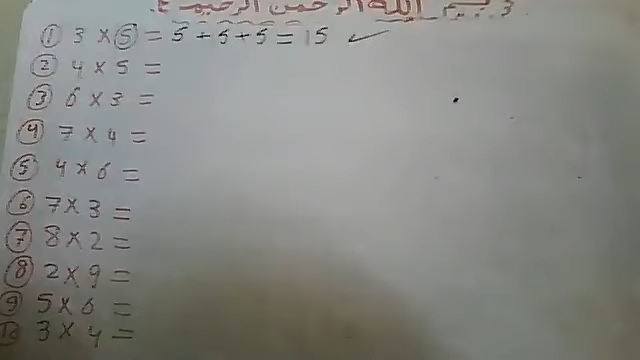 بسم الله الرحمن الرحيم
① 3 × 5 = 5 + 5 + 5 = 15 ✓
② 4 × 5 =
③ 6 × 3 =
④ 7 × 4 =
⑤ 4 × 6 =
⑥ 7 × 3 =
⑦ 8 × 2 =
⑧ 2 × 9 =
⑨ 5 × 6 =
⑩ 3 × 4 =